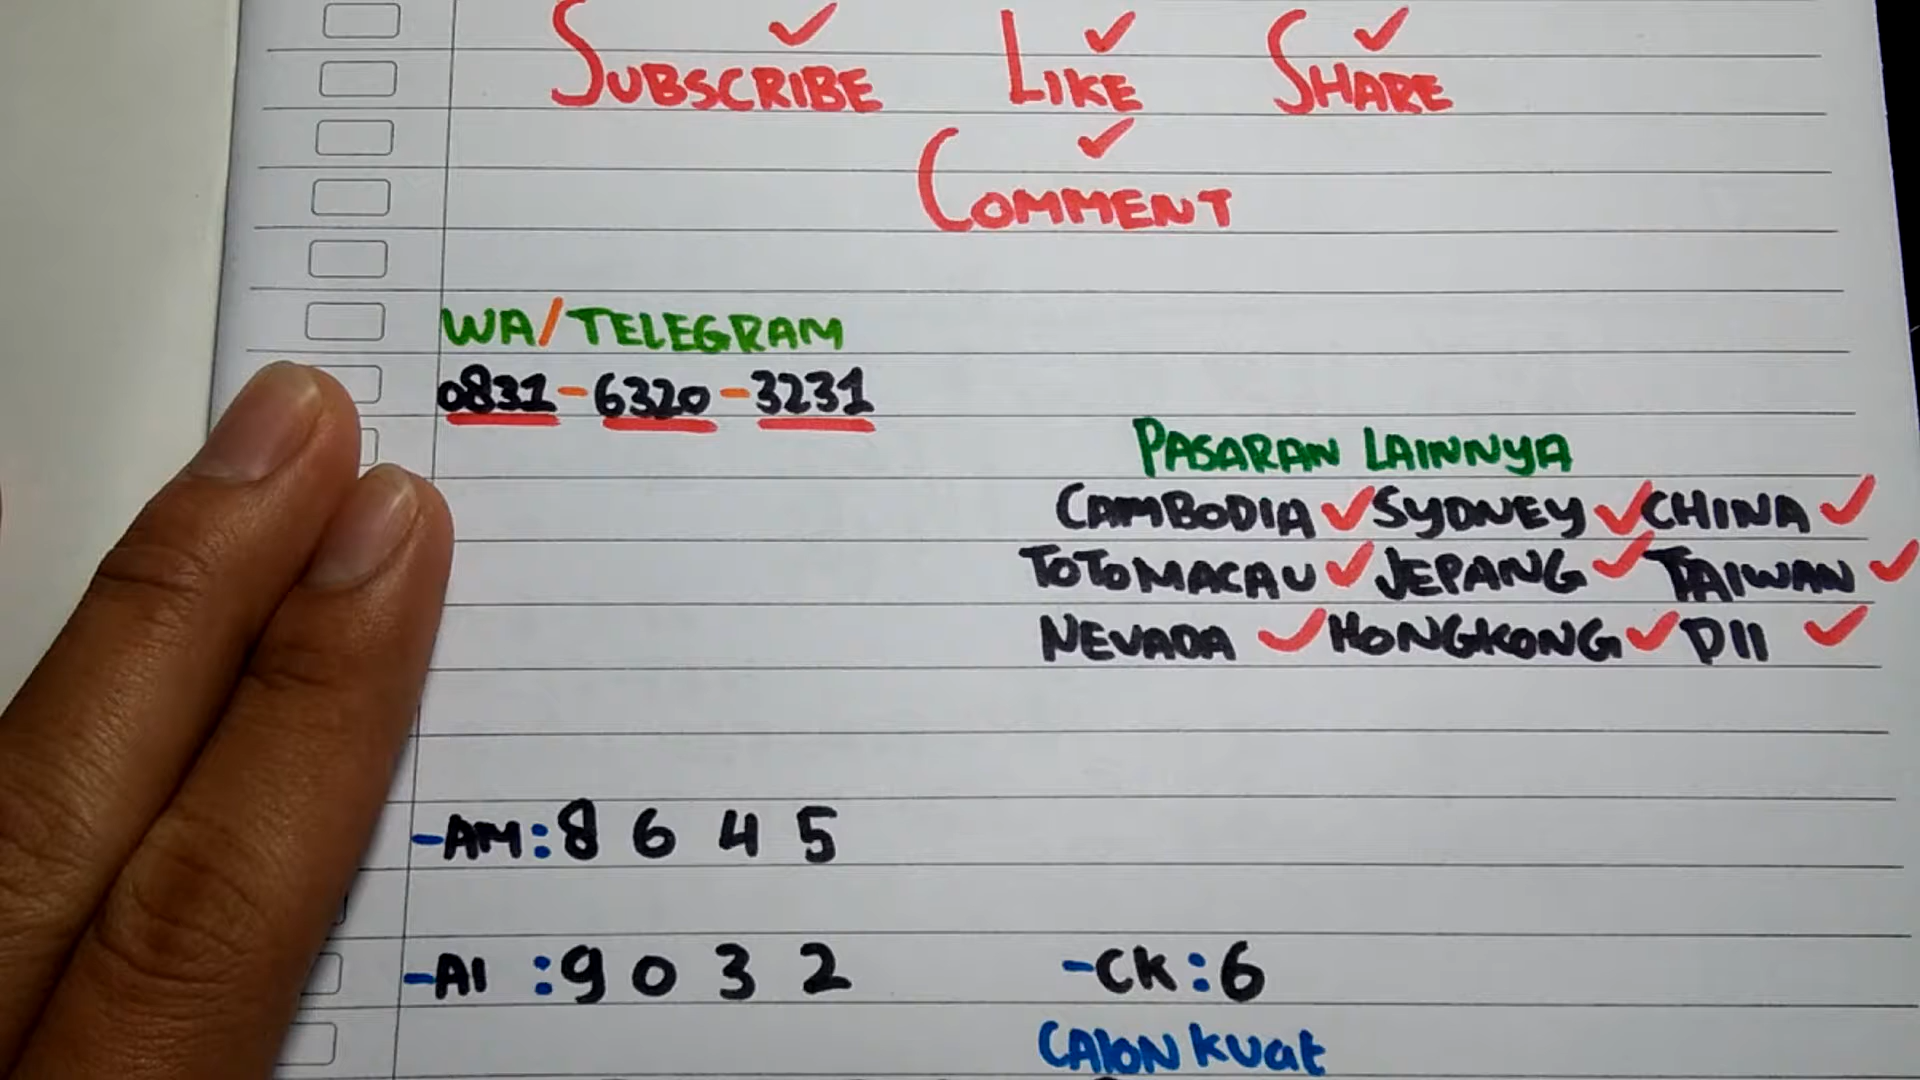 SUBSCRIBE ✓ LIKE ✓ SHARE ✓
COMMENT ✓
WA/TELEGRAM
0831-6320-3231
PASARAN LAINNYA
CAMBODIA ✓ SYDNEY ✓ CHINA ✓
TOTOMACAU ✓ JEPANG ✓ TAIWAN ✓
NEVADA ✓ HONGKONG ✓ Dll ✓
-AM: 8 6 4 5
-AI : 9 0 3 2
-CK: 6
CALON KUAt